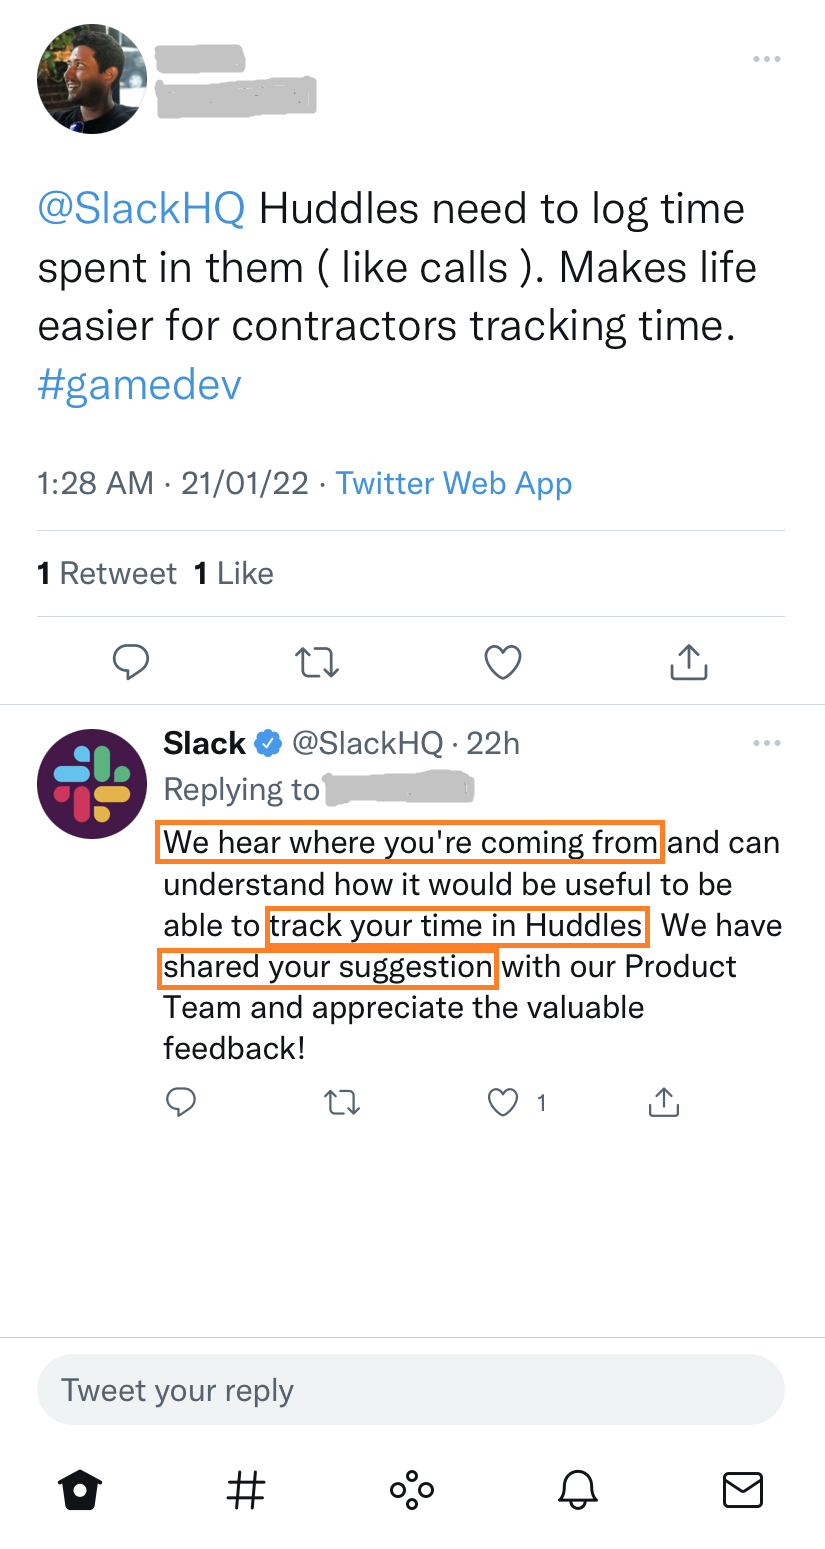 @SlackHQ Huddles need to log time
spent in them ( like calls ). Makes life
easier for contractors tracking time.
#gamedev
1:28 AM · 21/01/22 · Twitter Web App
1 Retweet 1 Like
Slack @SlackHQ · 22h
Replying to
We hear where you're coming from and can
understand how it would be useful to be
able to track your time in Huddles We have
shared your suggestion with our Product
Team and appreciate the valuable
feedback!
1
Tweet your reply